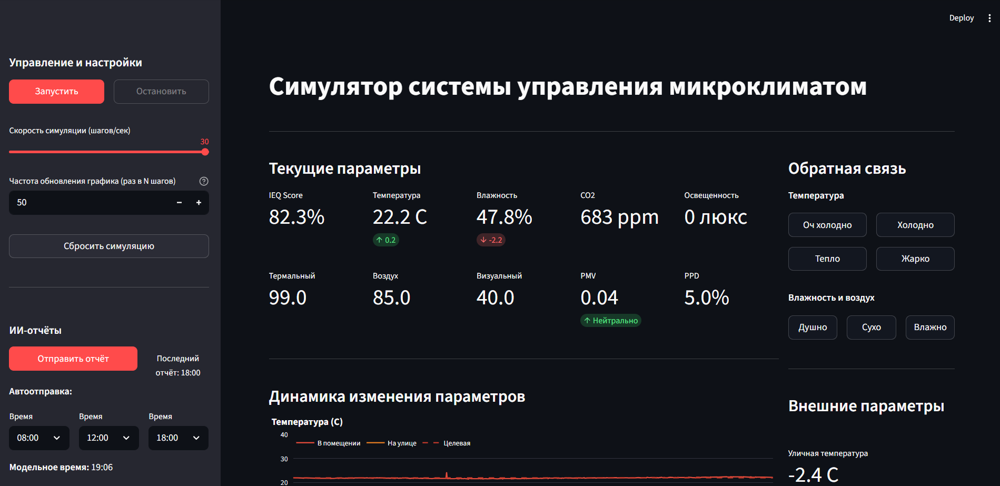 Deploy
Управление и настройки
Запустить
Остановить
Скорость симуляции (шагов/сек)
30
Частота обновления графика (раз в N шагов)
50
Сбросить симуляцию
ИИ-отчёты
Отправить отчёт
Последний
отчёт: 18:00
Автоотправка:
Время Время Время
08:00 12:00 18:00
Модельное время: 19:06
Симулятор системы управления микроклиматом
Текущие параметры
IEQ Score Температура Влажность CO2 Освещенность
82.3% 22.2 C 47.8% 683 ppm 0 люкс
↑ 0.2 ↓ -2.2
Термальный Воздух Визуальный PMV PPD
99.0 85.0 40.0 0.04 5.0%
↑ Нейтрально
Динамика изменения параметров
Температура (C)
40
В помещении На улице Целевая
30
20
Обратная связь
Температура
Оч холодно Холодно
Тепло Жарко
Влажность и воздух
Душно Сухо Влажно
Внешние параметры
Уличная температура
-2.4 C